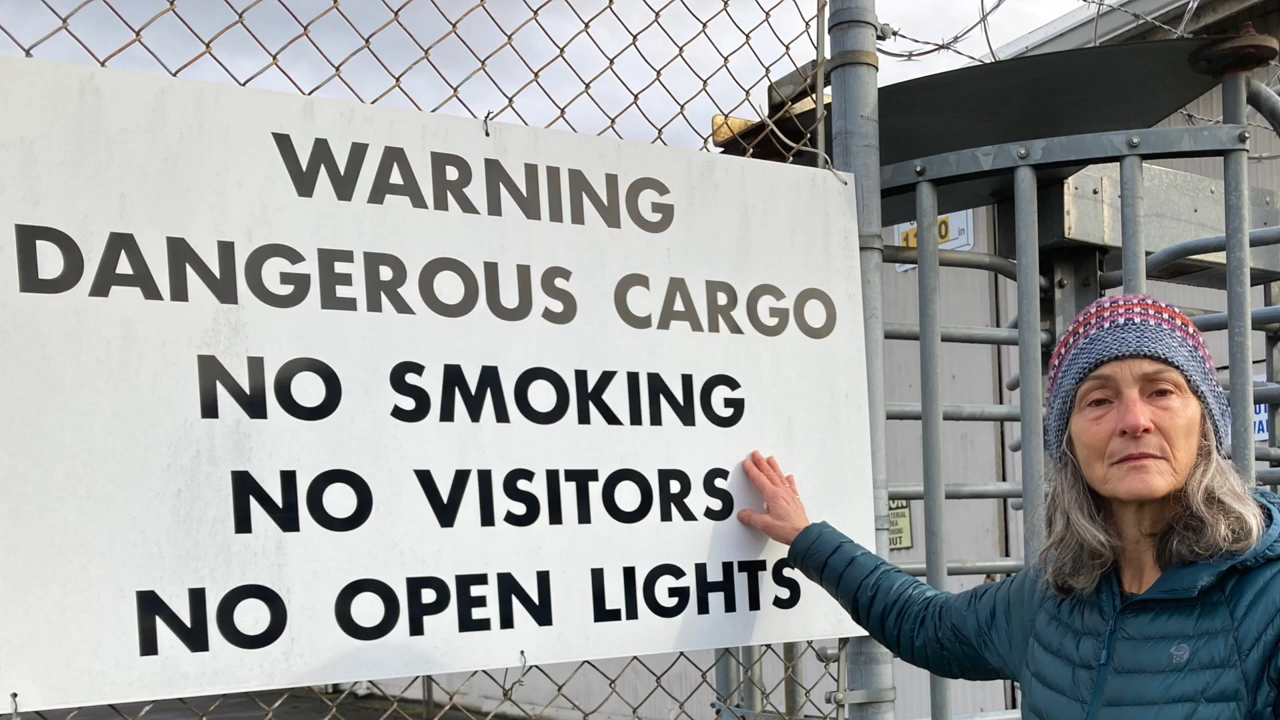 WARNING
DANGEROUS CARGO
NO SMOKING
NO VISITORS
NO OPEN LIGHTS